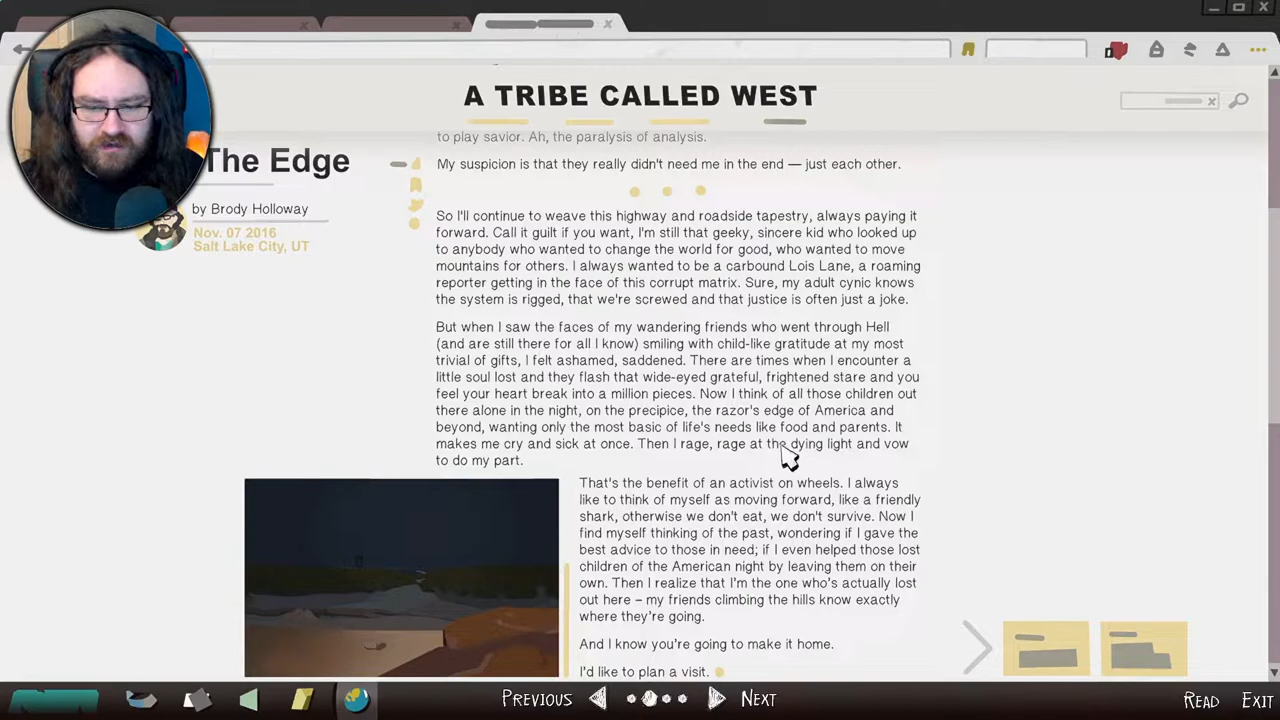 A TRIBE CALLED WEST
The Edge
by Brody Holloway
Nov. 07 2016
Salt Lake City, UT
to play savior. Ah, the paralysis of analysis.
My suspicion is that they really didn't need me in the end — just each other.
So I'll continue to weave this highway and roadside tapestry, always paying it
forward. Call it guilt if you want, I'm still that geeky, sincere kid who looked up
to anybody who wanted to change the world for good, who wanted to move
mountains for others. I always wanted to be a carbound Lois Lane, a roaming
reporter getting in the face of this corrupt matrix. Sure, my adult cynic knows
the system is rigged, that we're screwed and that justice is often just a joke.
But when I saw the faces of my wandering friends who went through Hell
(and are still there for all I know) smiling with child-like gratitude at my most
trivial of gifts, I felt ashamed, saddened. There are times when I encounter a
little soul lost and they flash that wide-eyed grateful, frightened stare and you
feel your heart break into a million pieces. Now I think of all those children out
there alone in the night, on the precipice, the razor's edge of America and
beyond, wanting only the most basic of life's needs like food and parents. It
makes me cry and sick at once. Then I rage, rage at the dying light and vow
to do my part.
That's the benefit of an activist on wheels. I always
like to think of myself as moving forward, like a friendly
shark, otherwise we don't eat, we don't survive. Now I
find myself thinking of the past, wondering if I gave the
best advice to those in need; if I even helped those lost
children of the American night by leaving them on their
own. Then I realize that I'm the one who's actually lost
out here – my friends climbing the hills know exactly
where they're going.
And I know you're going to make it home.
I'd like to plan a visit.
PREVIOUS
NEXT
READ
EXIT